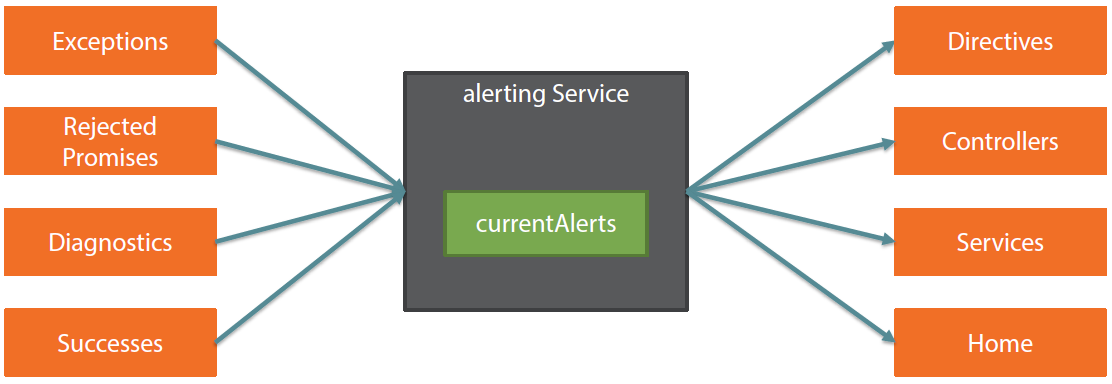 Exceptions
Rejected
Promises
Diagnostics
Successes
alerting Service
currentAlerts
Directives
Controllers
Services
Home